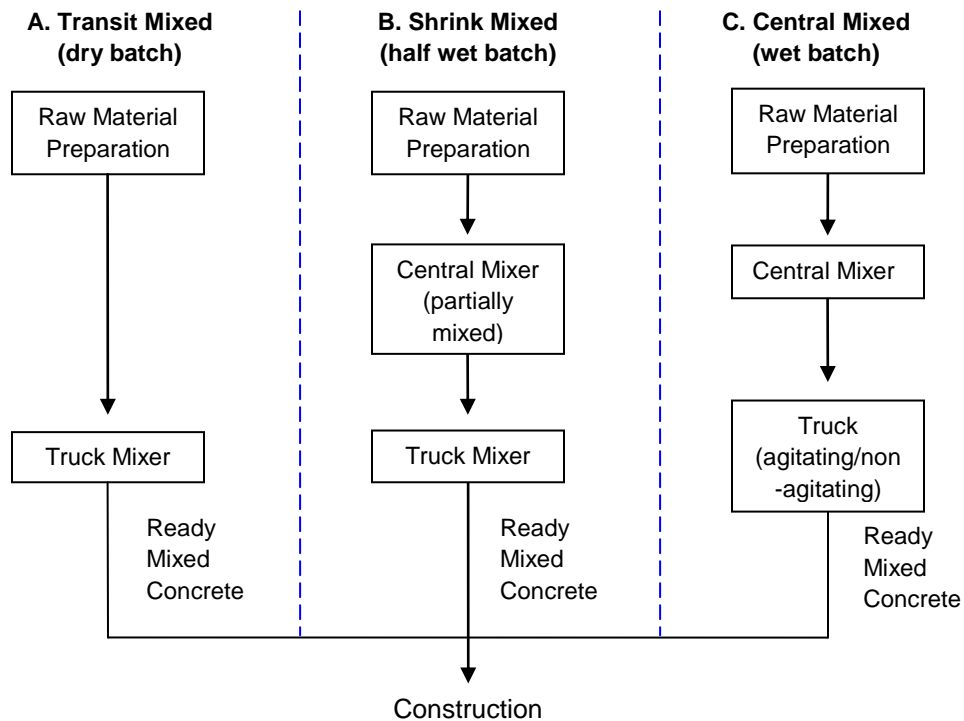 A. Transit Mixed
(dry batch)
Raw Material
Preparation
Truck Mixer
Ready
Mixed
Concrete
B. Shrink Mixed
(half wet batch)
Raw Material
Preparation
Central Mixer
(partially
mixed)
Truck Mixer
Ready
Mixed
Concrete
C. Central Mixed
(wet batch)
Raw Material
Preparation
Central Mixer
Truck
(agitating/non
-agitating)
Ready
Mixed
Concrete
Construction